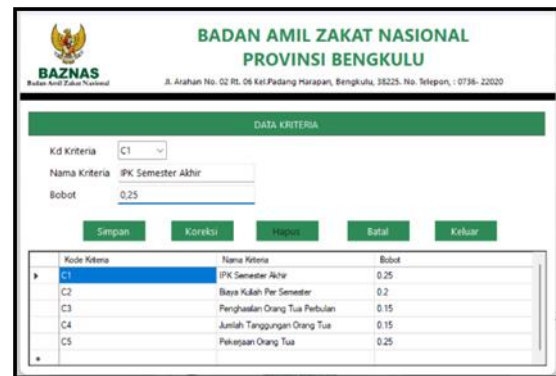 BADAN AMIL ZAKAT NASIONAL
PROVINSI BENGKULU
BAZNAS
Badan Amil Zakat Nasional
Jl. Arahan No. 02 Rt. 06 Kel.Padang Harapan, Bengkulu, 38225. No. Telepon, : 0736- 22020
DATA KRITERIA
Kd Kriteria C1
Nama Kriteria IPK Semester Akhir
Bobot 0,25
Simpan Koreksi Hapus Batal Keluar
Kode Kriteria Nama Kriteria Bobot
C1 IPK Semester Akhir 0.25
C2 Biaya Kuliah Per Semester 0.2
C3 Penghasilan Orang Tua Perbulan 0.15
C4 Jumlah Tanggungan Orang Tua 0.15
C5 Pekerjaan Orang Tua 0.25